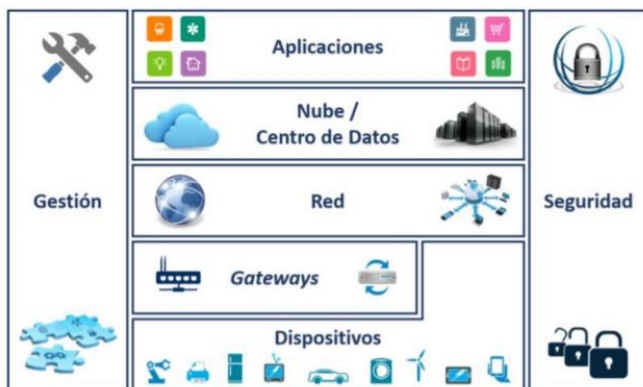 Aplicaciones
Nube /
Centro de Datos
Gestión
Red
Seguridad
Gateways
Dispositivos